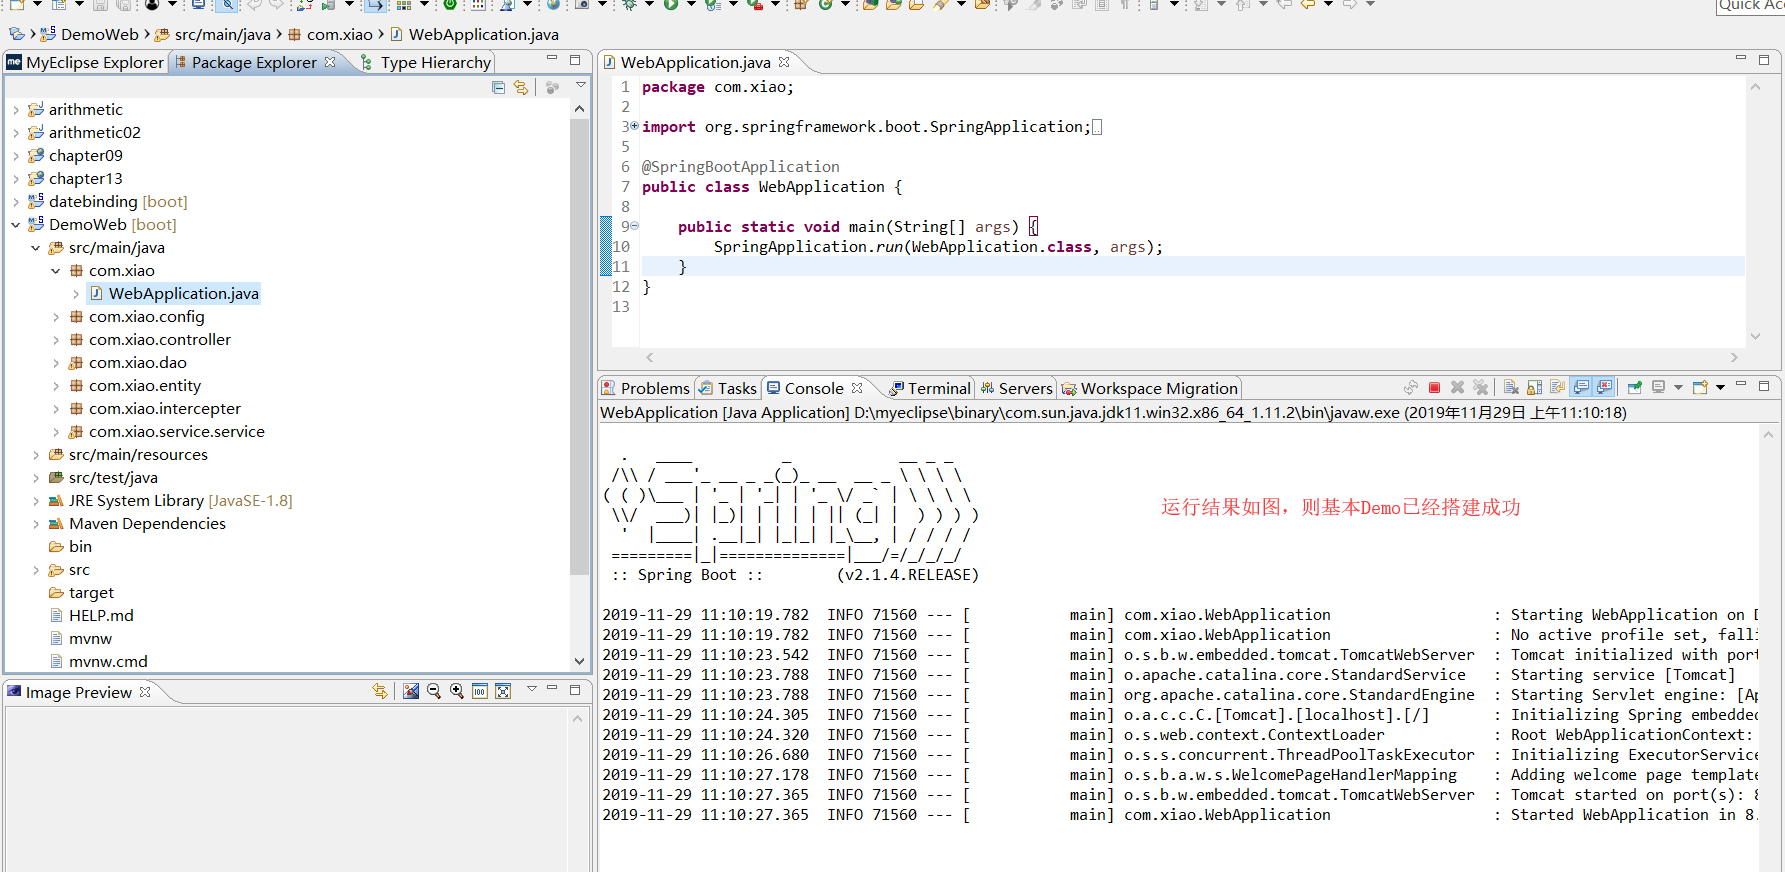 Quick Ac
DemoWeb src/main/java com.xiao WebApplication.java
MyEclipse Explorer Package Explorer Type Hierarchy
arithmetic
arithmetic02
chapter09
chapter13
datebinding [boot]
DemoWeb [boot]
src/main/java
com.xiao
WebApplication.java
com.xiao.config
com.xiao.controller
com.xiao.dao
com.xiao.entity
com.xiao.intercepter
com.xiao.service.service
src/main/resources
src/test/java
JRE System Library [JavaSE-1.8]
Maven Dependencies
bin
src
target
HELP.md
mvnw
mvnw.cmd
Image Preview
WebApplication.java
1 package com.xiao;
2
3 import org.springframework.boot.SpringApplication;
5
6 @SpringBootApplication
7 public class WebApplication {
8
9 public static void main(String[] args) {
10 SpringApplication.run(WebApplication.class, args);
11 }
12 }
13
Problems Tasks Console Terminal Servers Workspace Migration
WebApplication [Java Application] D:\myeclipse\binary\com.sun.java.jdk11.win32.x86_64_1.11.2\bin\javaw.exe (2019年11月29日 上午11:10:18)
  .   ____          _            __ _ _
 /\\ / ___'_ __ _ _(_)_ __  __ _ \ \ \ \
( ( )\___ | '_ | '_| | '_ \/ _` | \ \ \ \
 \\/  ___)| |_)| | | | | || (_| |  ) ) ) )
  '  |____| .__|_| |_|_| |_\__, | / / / /
 =========|_|==============|___/=/_/_/_/
 :: Spring Boot ::        (v2.1.4.RELEASE)
运行结果如图，则基本Demo已经搭建成功
2019-11-29 11:10:19.782  INFO 71560 --- [           main] com.xiao.WebApplication                  : Starting WebApplication on D
2019-11-29 11:10:19.782  INFO 71560 --- [           main] com.xiao.WebApplication                  : No active profile set, falli
2019-11-29 11:10:23.542  INFO 71560 --- [           main] o.s.b.w.embedded.tomcat.TomcatWebServer  : Tomcat initialized with port
2019-11-29 11:10:23.788  INFO 71560 --- [           main] o.apache.catalina.core.StandardService   : Starting service [Tomcat]
2019-11-29 11:10:23.788  INFO 71560 --- [           main] org.apache.catalina.core.StandardEngine  : Starting Servlet engine: [Ap
2019-11-29 11:10:24.305  INFO 71560 --- [           main] o.a.c.c.C.[Tomcat].[localhost].[/]       : Initializing Spring embedded
2019-11-29 11:10:24.320  INFO 71560 --- [           main] o.s.web.context.ContextLoader            : Root WebApplicationContext:
2019-11-29 11:10:26.680  INFO 71560 --- [           main] o.s.s.concurrent.ThreadPoolTaskExecutor  : Initializing ExecutorService
2019-11-29 11:10:27.178  INFO 71560 --- [           main] o.s.b.a.w.s.WelcomePageHandlerMapping    : Adding welcome page template
2019-11-29 11:10:27.365  INFO 71560 --- [           main] o.s.b.w.embedded.tomcat.TomcatWebServer  : Tomcat started on port(s): 8
2019-11-29 11:10:27.365  INFO 71560 --- [           main] com.xiao.WebApplication                  : Started WebApplication in 8.